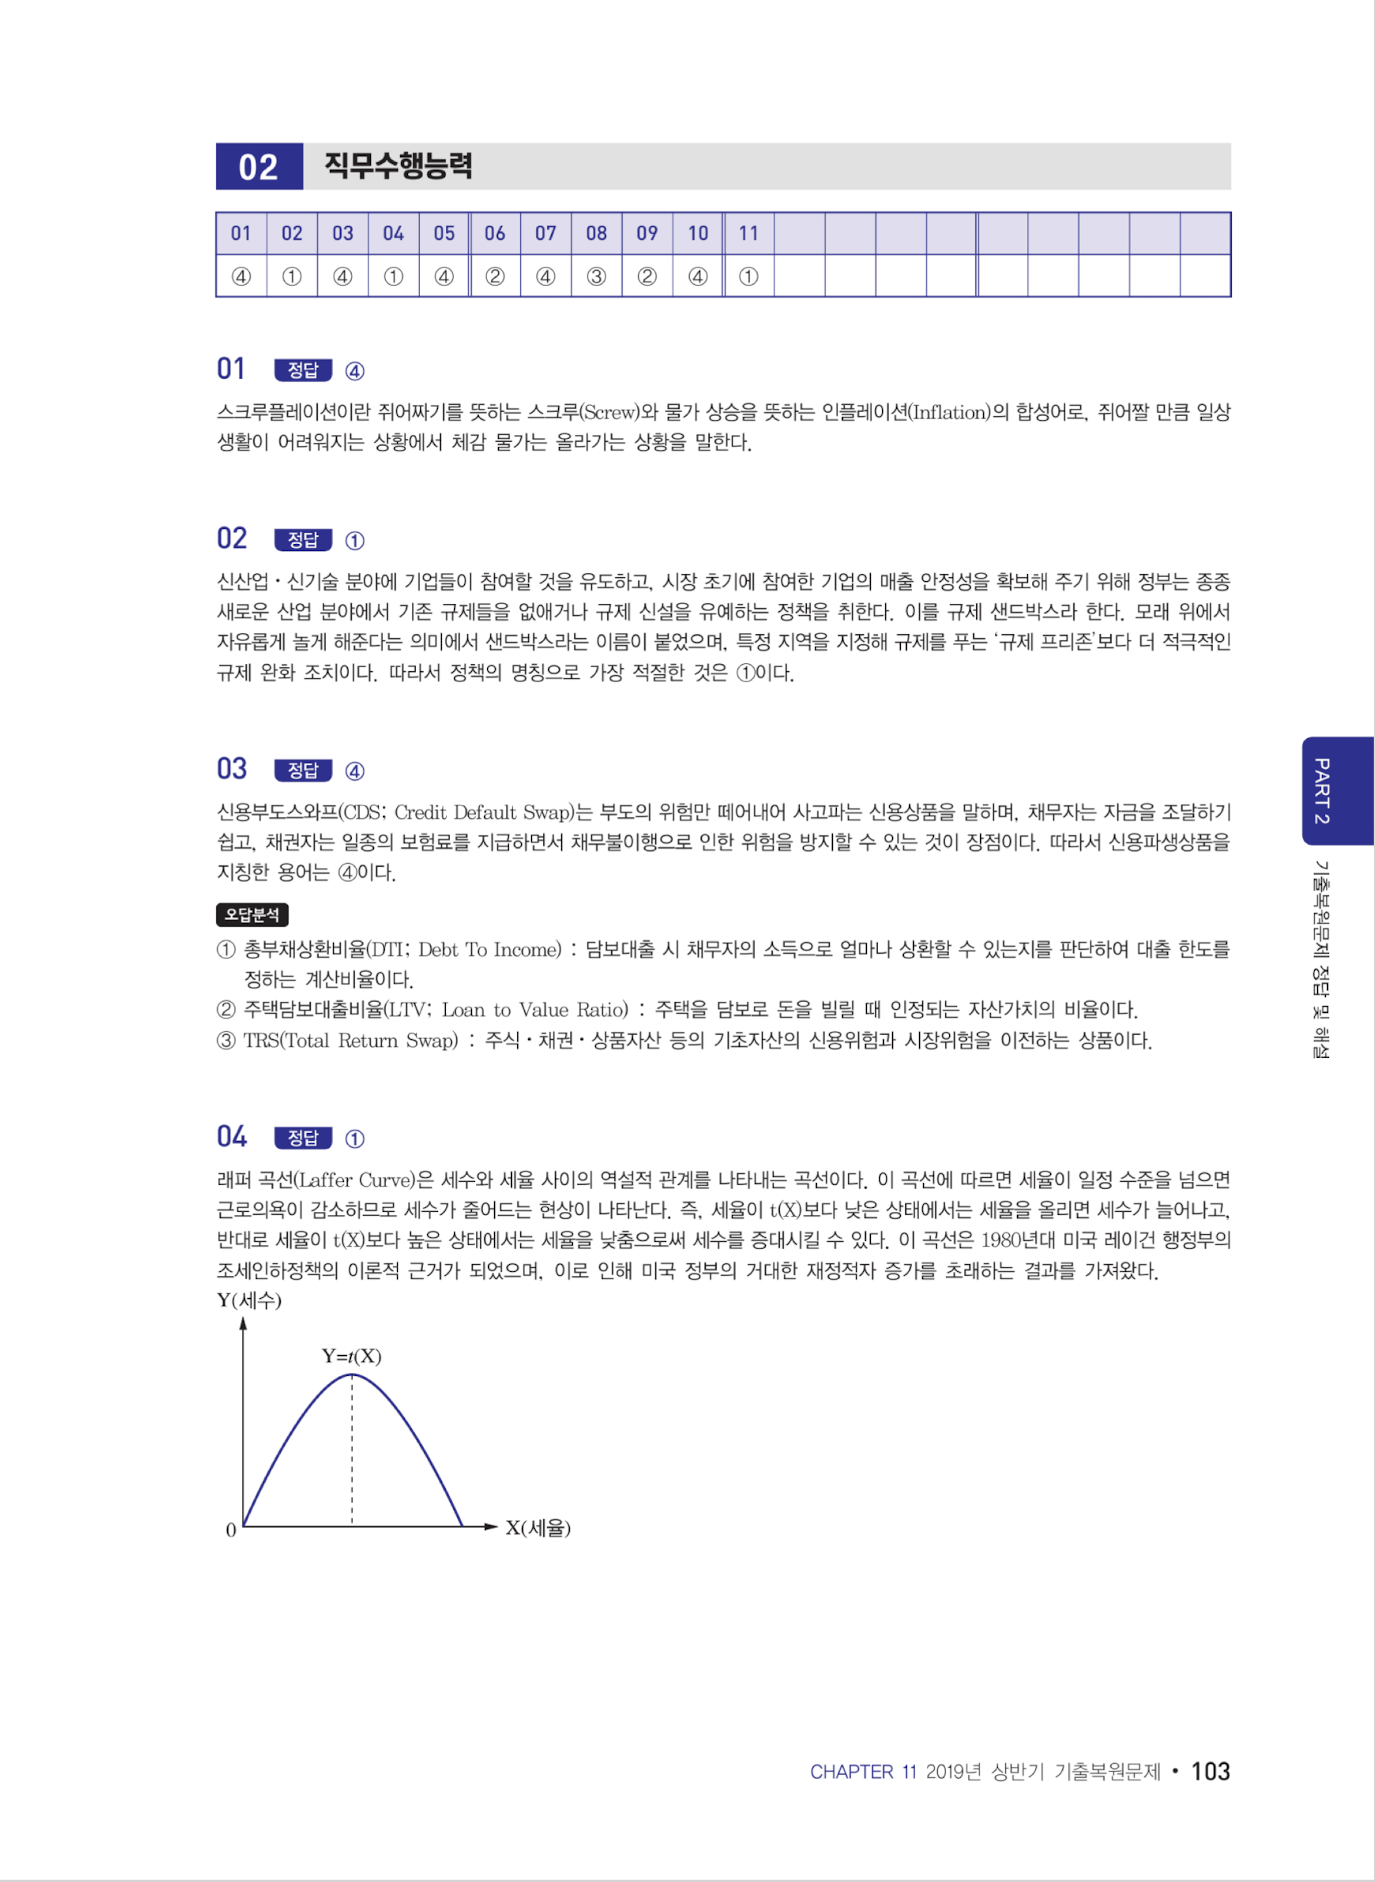 02 직무수행능력
01 02 03 04 05 06 07 08 09 10 11
④ ① ④ ① ④ ② ④ ③ ② ④ ①
01 정답 ④
스크루플레이션이란 쥐어짜기를 뜻하는 스크루(Screw)와 물가 상승을 뜻하는 인플레이션(Inflation)의 합성어로, 쥐어짤 만큼 일상
생활이 어려워지는 상황에서 체감 물가는 올라가는 상황을 말한다.
02 정답 ①
신산업·신기술 분야에 기업들이 참여할 것을 유도하고, 시장 초기에 참여한 기업의 매출 안정성을 확보해 주기 위해 정부는 종종
새로운 산업 분야에서 기존 규제들을 없애거나 규제 신설을 유예하는 정책을 취한다. 이를 규제 샌드박스라 한다. 모래 위에서
자유롭게 놀게 해준다는 의미에서 샌드박스라는 이름이 붙었으며, 특정 지역을 지정해 규제를 푸는 ‘규제 프리존’보다 더 적극적인
규제 완화 조치이다. 따라서 정책의 명칭으로 가장 적절한 것은 ①이다.
03 정답 ④
신용부도스와프(CDS; Credit Default Swap)는 부도의 위험만 떼어내어 사고파는 신용상품을 말하며, 채무자는 자금을 조달하기
쉽고, 채권자는 일종의 보험료를 지급하면서 채무불이행으로 인한 위험을 방지할 수 있는 것이 장점이다. 따라서 신용파생상품을
지칭한 용어는 ④이다.
오답분석
① 총부채상환비율(DTI; Debt To Income) : 담보대출 시 채무자의 소득으로 얼마나 상환할 수 있는지를 판단하여 대출 한도를
정하는 계산비율이다.
② 주택담보대출비율(LTV; Loan to Value Ratio) : 주택을 담보로 돈을 빌릴 때 인정되는 자산가치의 비율이다.
③ TRS(Total Return Swap) : 주식·채권·상품자산 등의 기초자산의 신용위험과 시장위험을 이전하는 상품이다.
04 정답 ①
래퍼 곡선(Laffer Curve)은 세수와 세율 사이의 역설적 관계를 나타내는 곡선이다. 이 곡선에 따르면 세율이 일정 수준을 넘으면
근로의욕이 감소하므로 세수가 줄어드는 현상이 나타난다. 즉, 세율이 t(X)보다 낮은 상태에서는 세율을 올리면 세수가 늘어나고,
반대로 세율이 t(X)보다 높은 상태에서는 세율을 낮춤으로써 세수를 증대시킬 수 있다. 이 곡선은 1980년대 미국 레이건 행정부의
조세인하정책의 이론적 근거가 되었으며, 이로 인해 미국 정부의 거대한 재정적자 증가를 초래하는 결과를 가져왔다.
Y(세수)
Y=t(X)
0
X(세율)
PART 2
기출복원문제 정답 및 해설
CHAPTER 11 2019년 상반기 기출복원문제 • 103